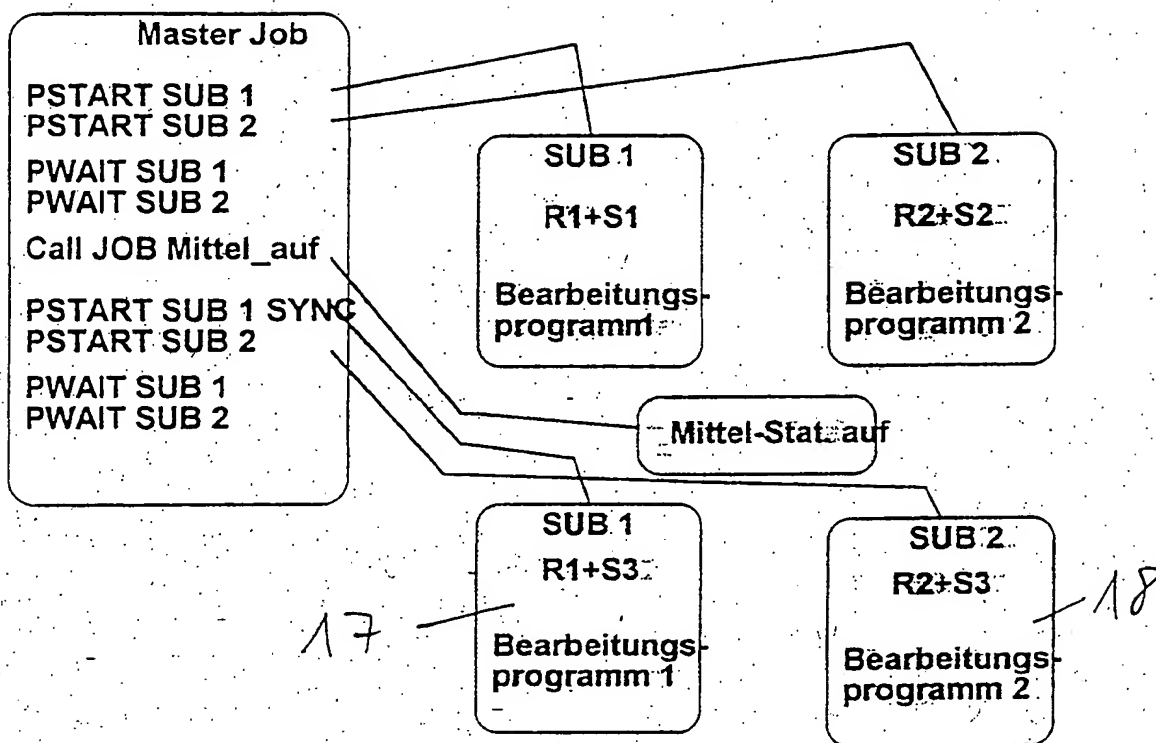 Master Job
PSTART SUB 1
PSTART SUB 2
PWAIT SUB 1
PWAIT SUB 2
Call JOB Mittel_auf
PSTART SUB 1 SYNC
PSTART SUB 2
PWAIT SUB 1
PWAIT SUB 2
SUB 1
R1+S1
Bearbeitungs-
programm1
SUB 2
R2+S2
Bearbeitungs-
programm 2
Mittel-Stat. auf
SUB 1
R1+S3
Bearbeitungs-
programm 1
17
SUB 2
R2+S3
Bearbeitungs-
programm 2
18